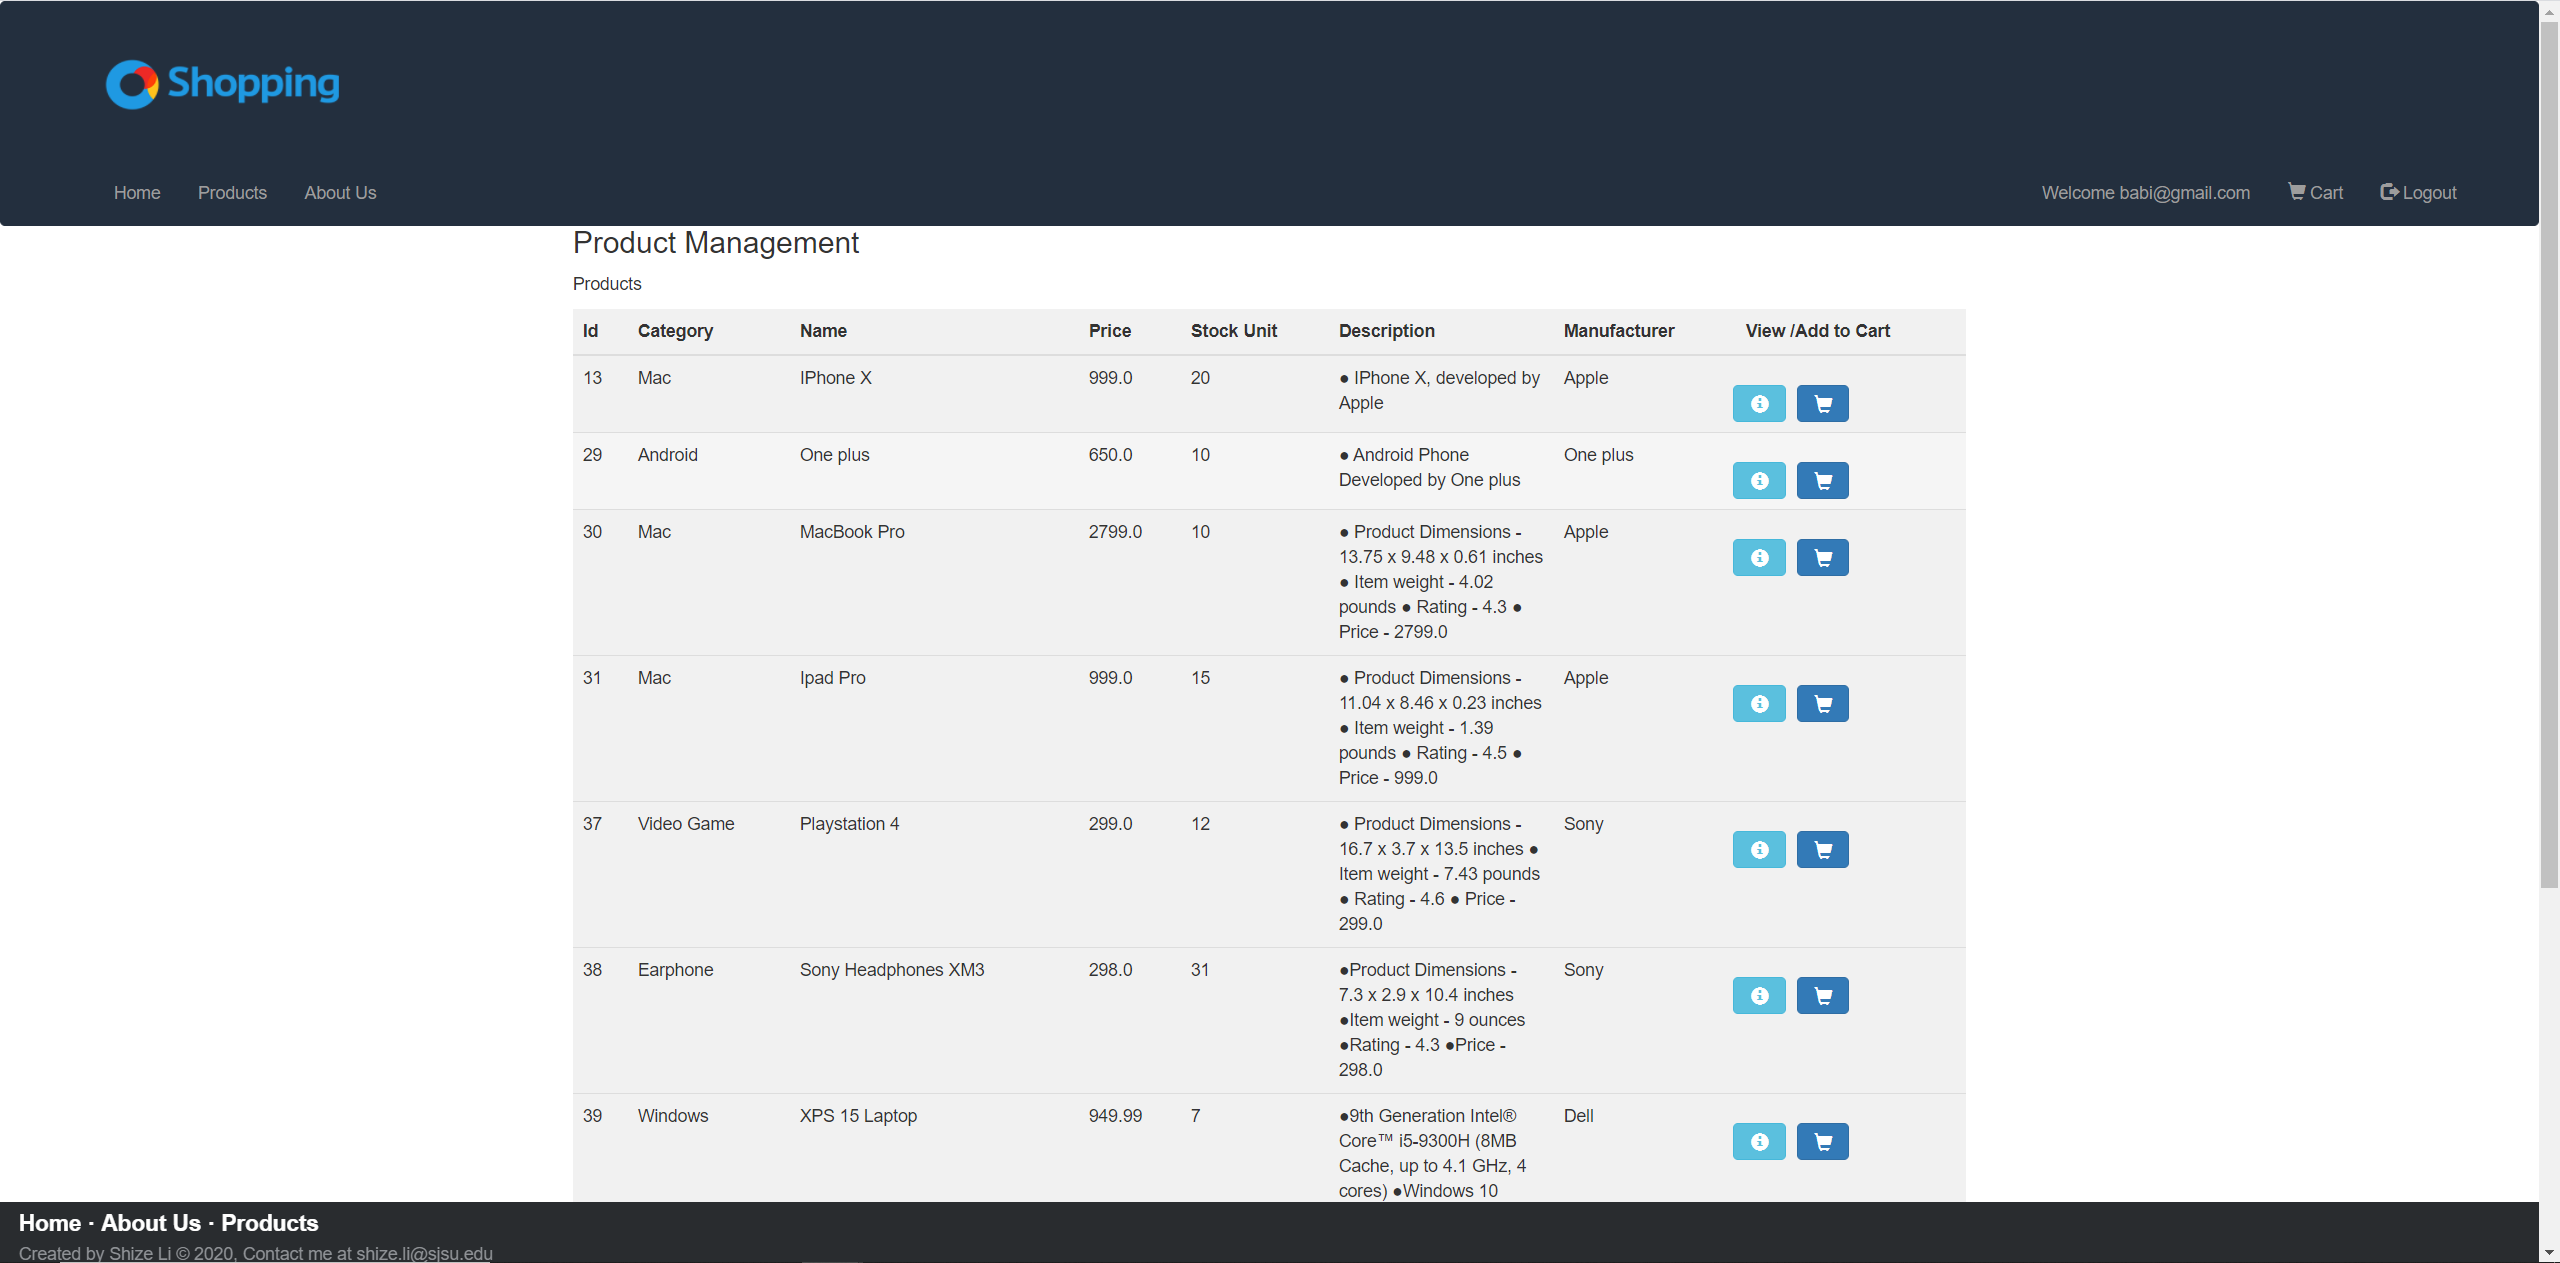 Shopping
Home Products About Us Welcome babi@gmail.com Cart Logout
Product Management
Products
Id Category Name Price Stock Unit Description Manufacturer View /Add to Cart
13 Mac IPhone X 999.0 20 ● IPhone X, developed by Apple
Apple
29 Android One plus 650.0 10 ● Android Phone One plus
Developed by One plus
30 Mac MacBook Pro 2799.0 10 ● Product Dimensions - Apple
13.75 x 9.48 x 0.61 inches
● Item weight - 4.02
pounds ● Rating - 4.3 ●
Price - 2799.0
31 Mac Ipad Pro 999.0 15 ● Product Dimensions - Apple
11.04 x 8.46 x 0.23 inches
● Item weight - 1.39
pounds ● Rating - 4.5 ●
Price - 999.0
37 Video Game Playstation 4 299.0 12 ● Product Dimensions - Sony
16.7 x 3.7 x 13.5 inches ●
Item weight - 7.43 pounds
● Rating - 4.6 ● Price -
299.0
38 Earphone Sony Headphones XM3 298.0 31 ●Product Dimensions - Sony
7.3 x 2.9 x 10.4 inches
●Item weight - 9 ounces
●Rating - 4.3 ●Price -
298.0
39 Windows XPS 15 Laptop 949.99 7 ●9th Generation Intel® Dell
Core™ i5-9300H (8MB
Cache, up to 4.1 GHz, 4
cores) ●Windows 10
Home · About Us · Products
Created by Shize Li © 2020, Contact me at shize.li@sjsu.edu